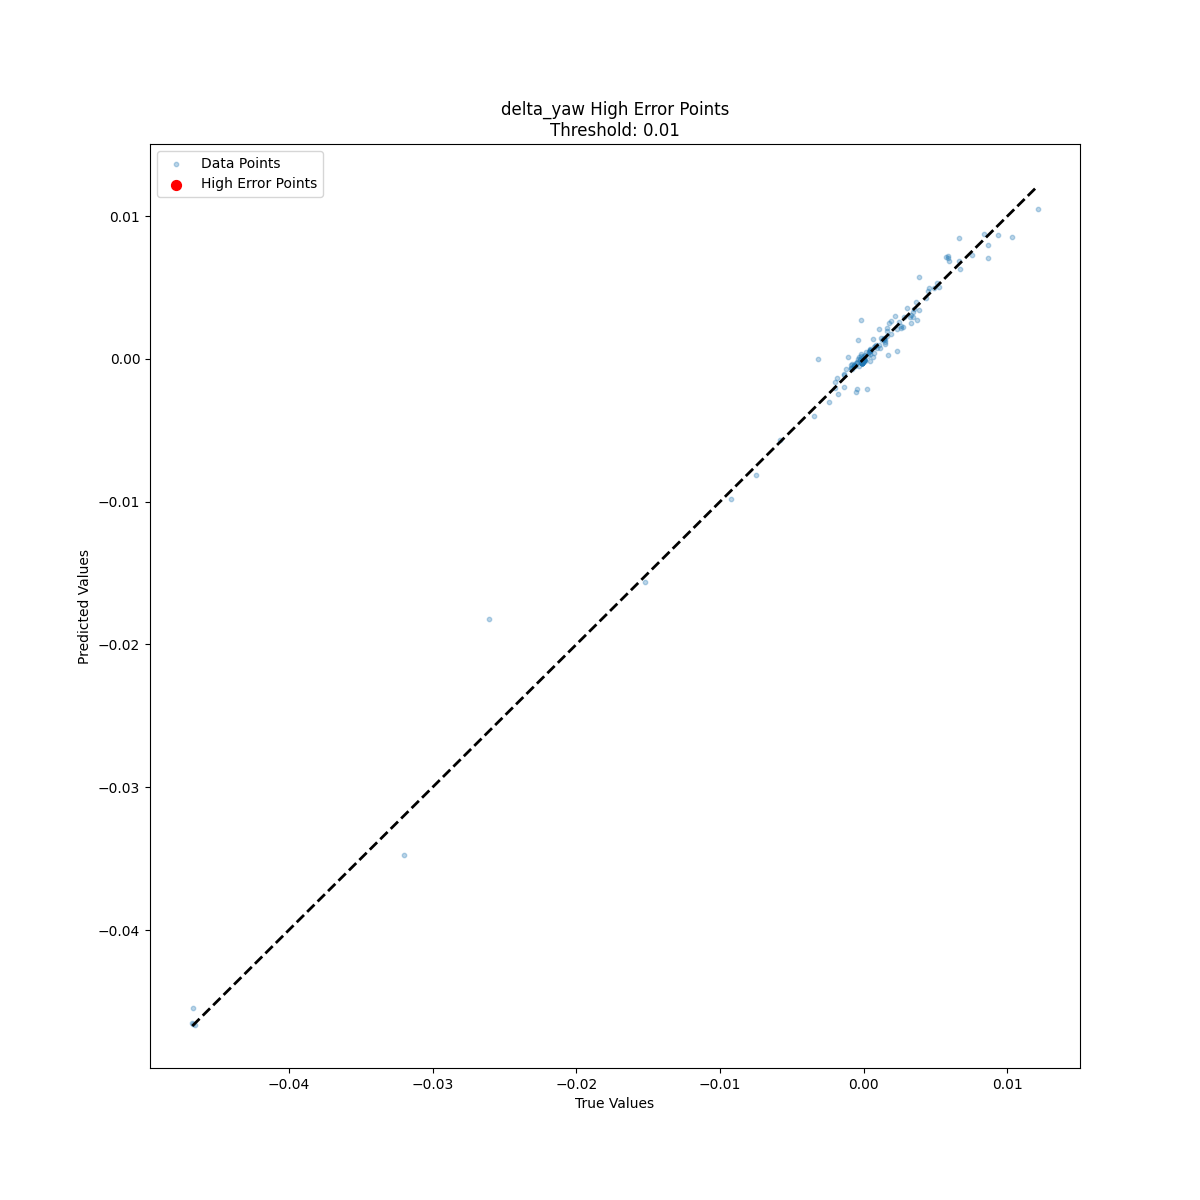 delta_yaw High Error Points
Threshold: 0.01
Data Points
High Error Points
0.01
0.00
−0.01
−0.02
−0.03
−0.04
Predicted Values
−0.04
−0.03
−0.02
−0.01
0.00
0.01
True Values